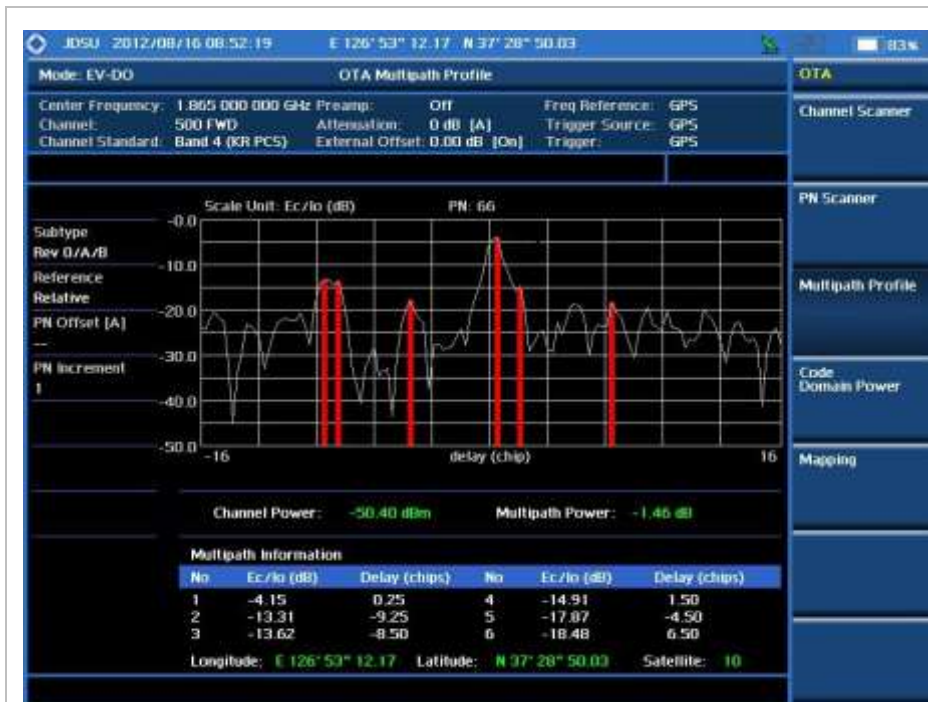 JDSU 2012/08/16 08:52:19 E 126° 53" 12.17 N 37° 28" 50.03 83%
Mode: EV-DO OTA Multipath Profile OTA
Center Frequency: 1.865 000 000 GHz Preamp: Off Freq Reference: GPS
Channel: 500 FWD Attenuation: 0 dB [A] Trigger Source: GPS
Channel Standard: Band 4 (KR PCS) External Offset: 0.00 dB [On] Trigger: GPS
Channel Scanner
PN Scanner
Multipath Profile
Code
Domain Power
Mapping
Scale Unit: Ec/Io (dB) PN: 66
Subtype
Rev 0/A/B
Reference
Relative
PN Offset [A]
--
PN Increment
1
-0.0
-10.0
-20.0
-30.0
-40.0
-50.0
-16 delay (chip) 16
Channel Power: -50.40 dBm Multipath Power: -1.46 dB
Multipath Information
No Ec/Io (dB) Delay (chips) No Ec/Io (dB) Delay (chips)
1 -4.15 0.25 4 -14.91 1.50
2 -13.31 -9.25 5 -17.87 -4.50
3 -13.62 -8.50 6 -18.48 6.50
Longitude: E 126° 53" 12.17 Latitude: N 37° 28" 50.03 Satellite: 10